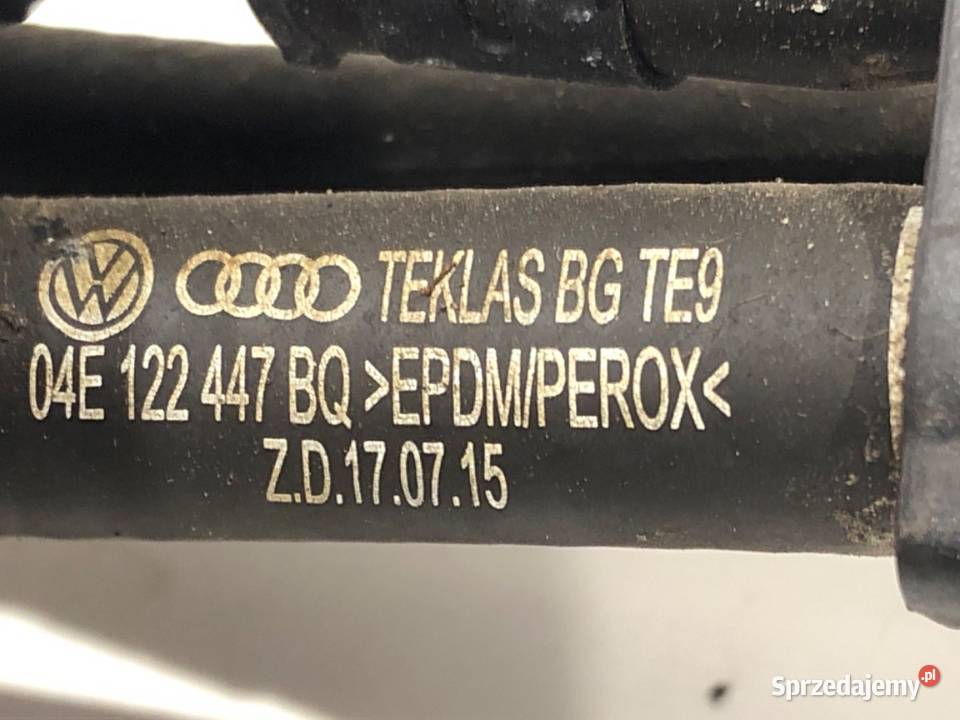 TEKLAS BG TE9
04E 122 447 BQ >EPDM/PEROX<
Z.D.17.07.15
Sprzedajemy.pl